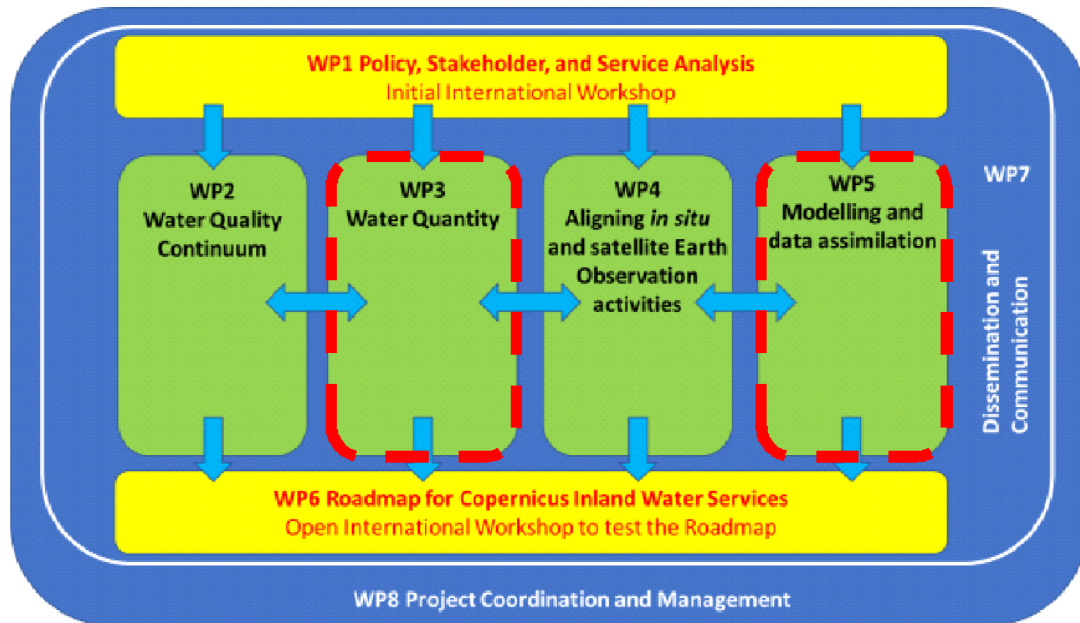 WP1 Policy, Stakeholder, and Service Analysis
Initial International Workshop
WP2
Water Quality
Continuum
WP3
Water Quantity
WP4
Aligning in situ
and satellite Earth
Observation
activities
WP5
Modelling and
data assimilation
WP7
Dissemination and
Communication
WP6 Roadmap for Copernicus Inland Water Services
Open International Workshop to test the Roadmap
WP8 Project Coordination and Management